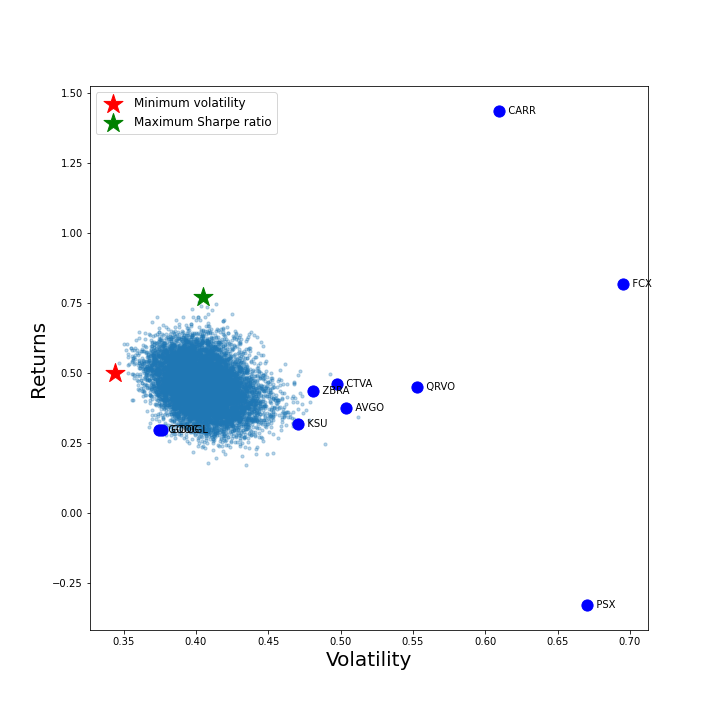 Minimum volatility
Maximum Sharpe ratio
1.50
1.25
1.00
0.75
0.50
0.25
0.00
−0.25
Returns
CARR
FCX
CTVA
ZBRA
QRVO
AVGO
KSU
GOOGL
PSX
0.35
0.40
0.45
0.50
0.55
0.60
0.65
0.70
Volatility